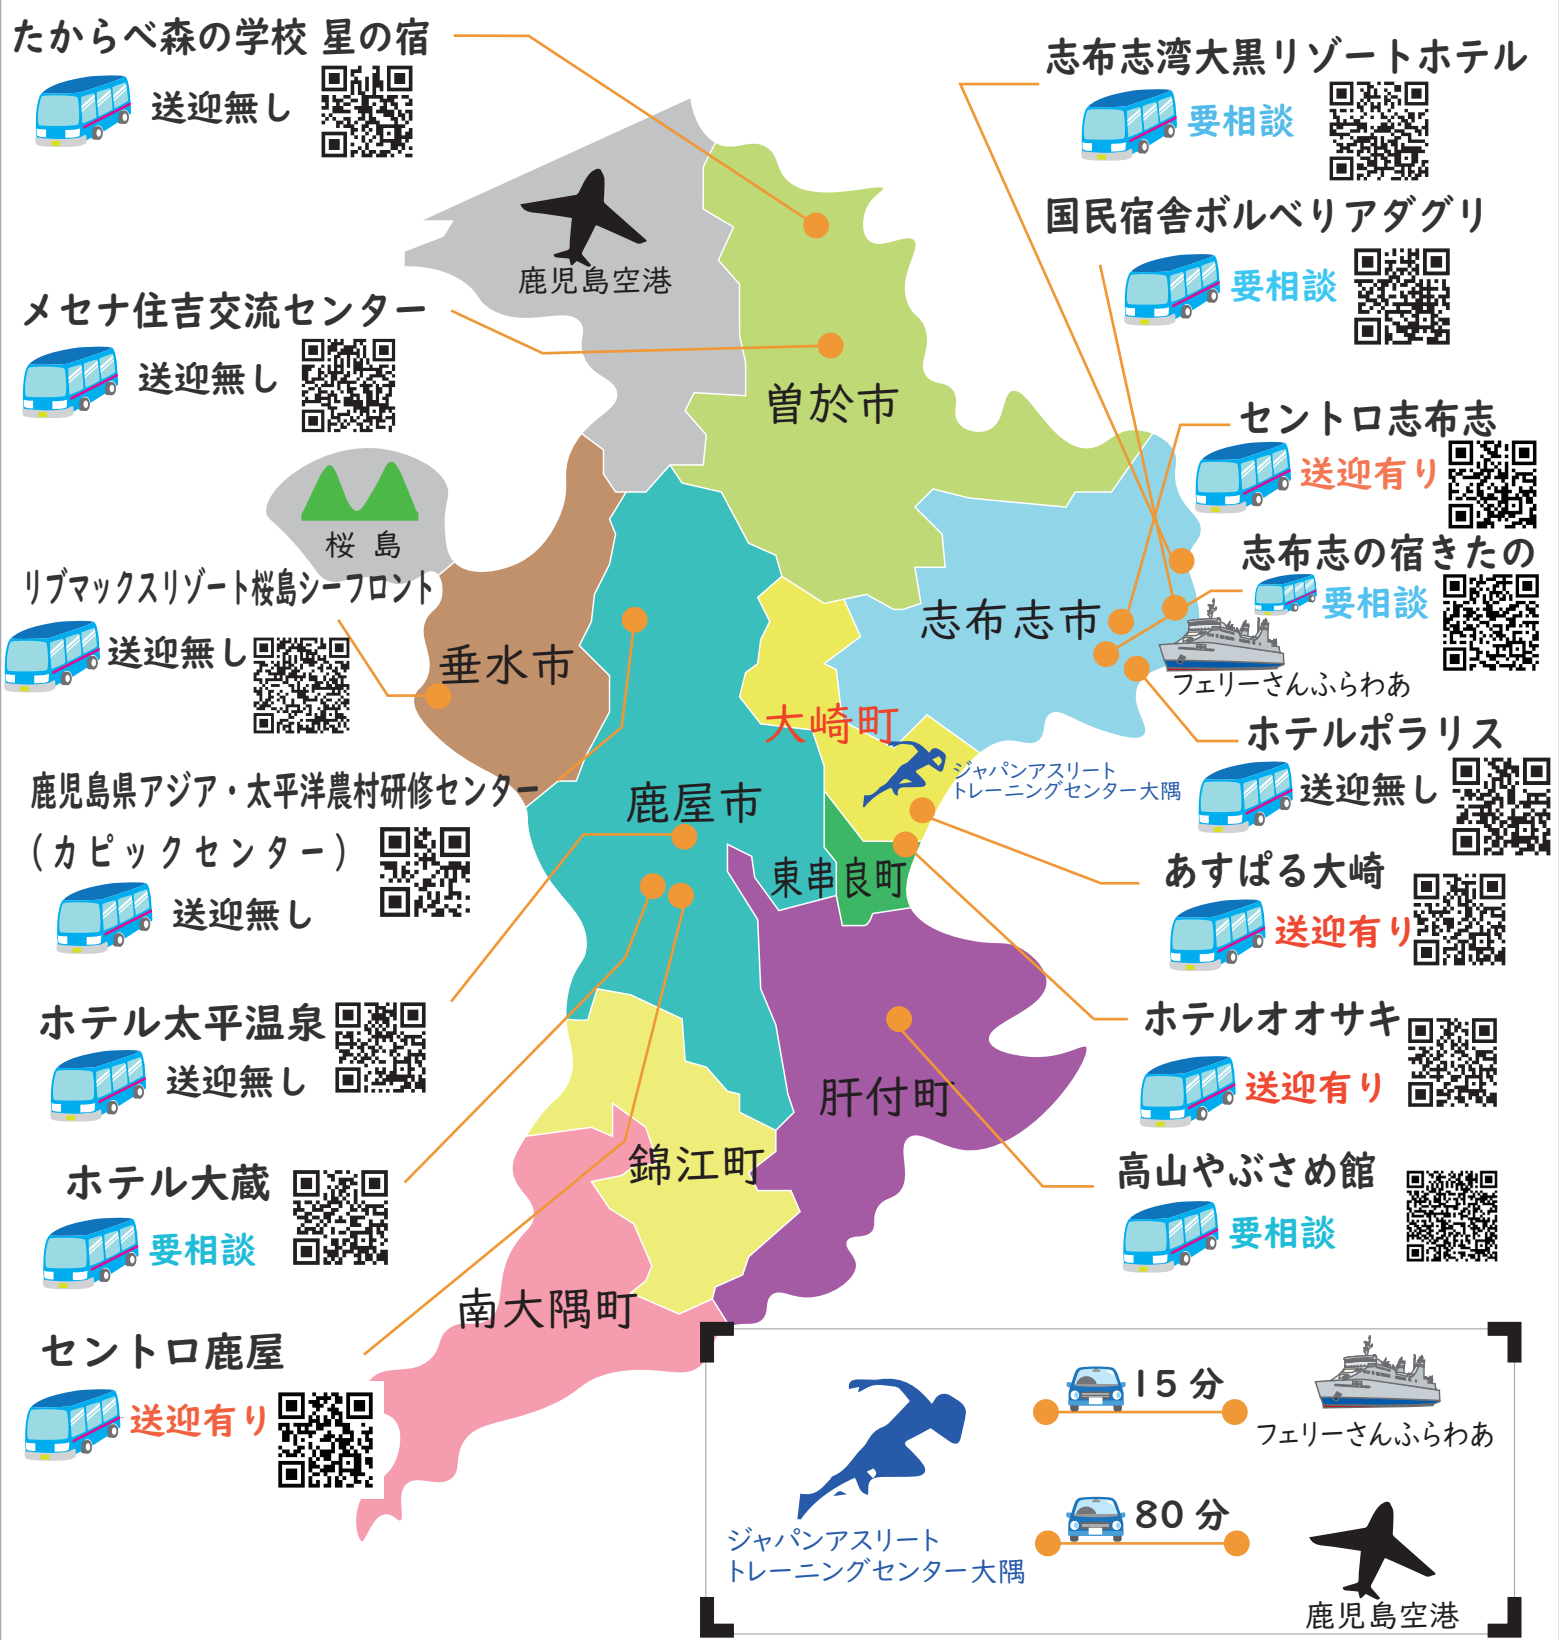 たからべ森の学校 星の宿
送迎無し
志布志湾大黒リゾートホテル
要相談
国民宿舎ボルベリアダグリ
要相談
鹿児島空港
メセナ住吉交流センター
送迎無し
曽於市
セントロ志布志
送迎有り
桜 島
志布志の宿きたの
要相談
リブマックスリゾート桜島シーフロント
送迎無し
垂水市
志布志市
フェリーさんふらわあ
大崎町
ホテルポラリス
送迎無し
ジャパンアスリート
トレーニングセンター大隅
鹿児島県アジア・太平洋農村研修センター
(カピックセンター)
送迎無し
鹿屋市
東串良町
あすぱる大崎
送迎有り
ホテル太平温泉
送迎無し
ホテルオオサキ
送迎有り
肝付町
錦江町
ホテル大蔵
要相談
高山やぶさめ館
要相談
南大隅町
セントロ鹿屋
送迎有り
15 分
フェリーさんふらわあ
80 分
ジャパンアスリート
トレーニングセンター大隅
鹿児島空港